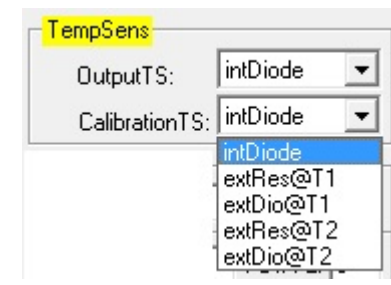 TempSens
OutputTS: intDiode
CalibrationTS: intDiode
intDiode
extRes@T1
extDio@T1
extRes@T2
extDio@T2